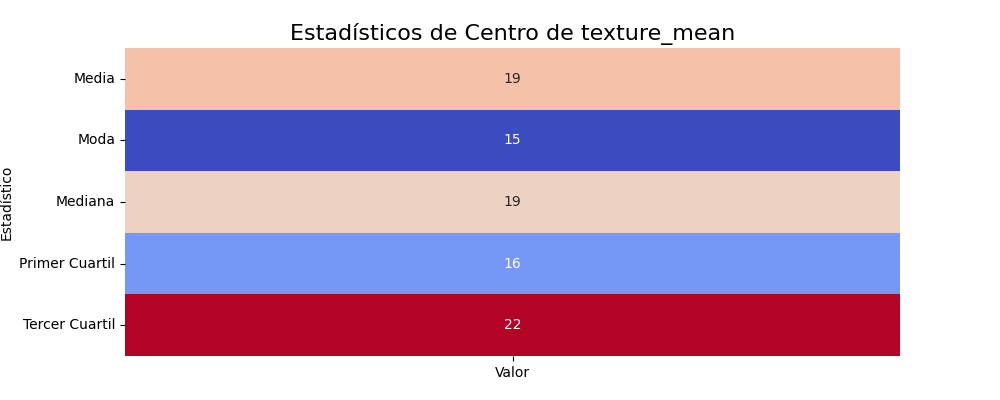 Estadísticos de Centro de texture_mean
Estadístico
Media 19
Moda 15
Mediana 19
Primer Cuartil 16
Tercer Cuartil 22
Valor